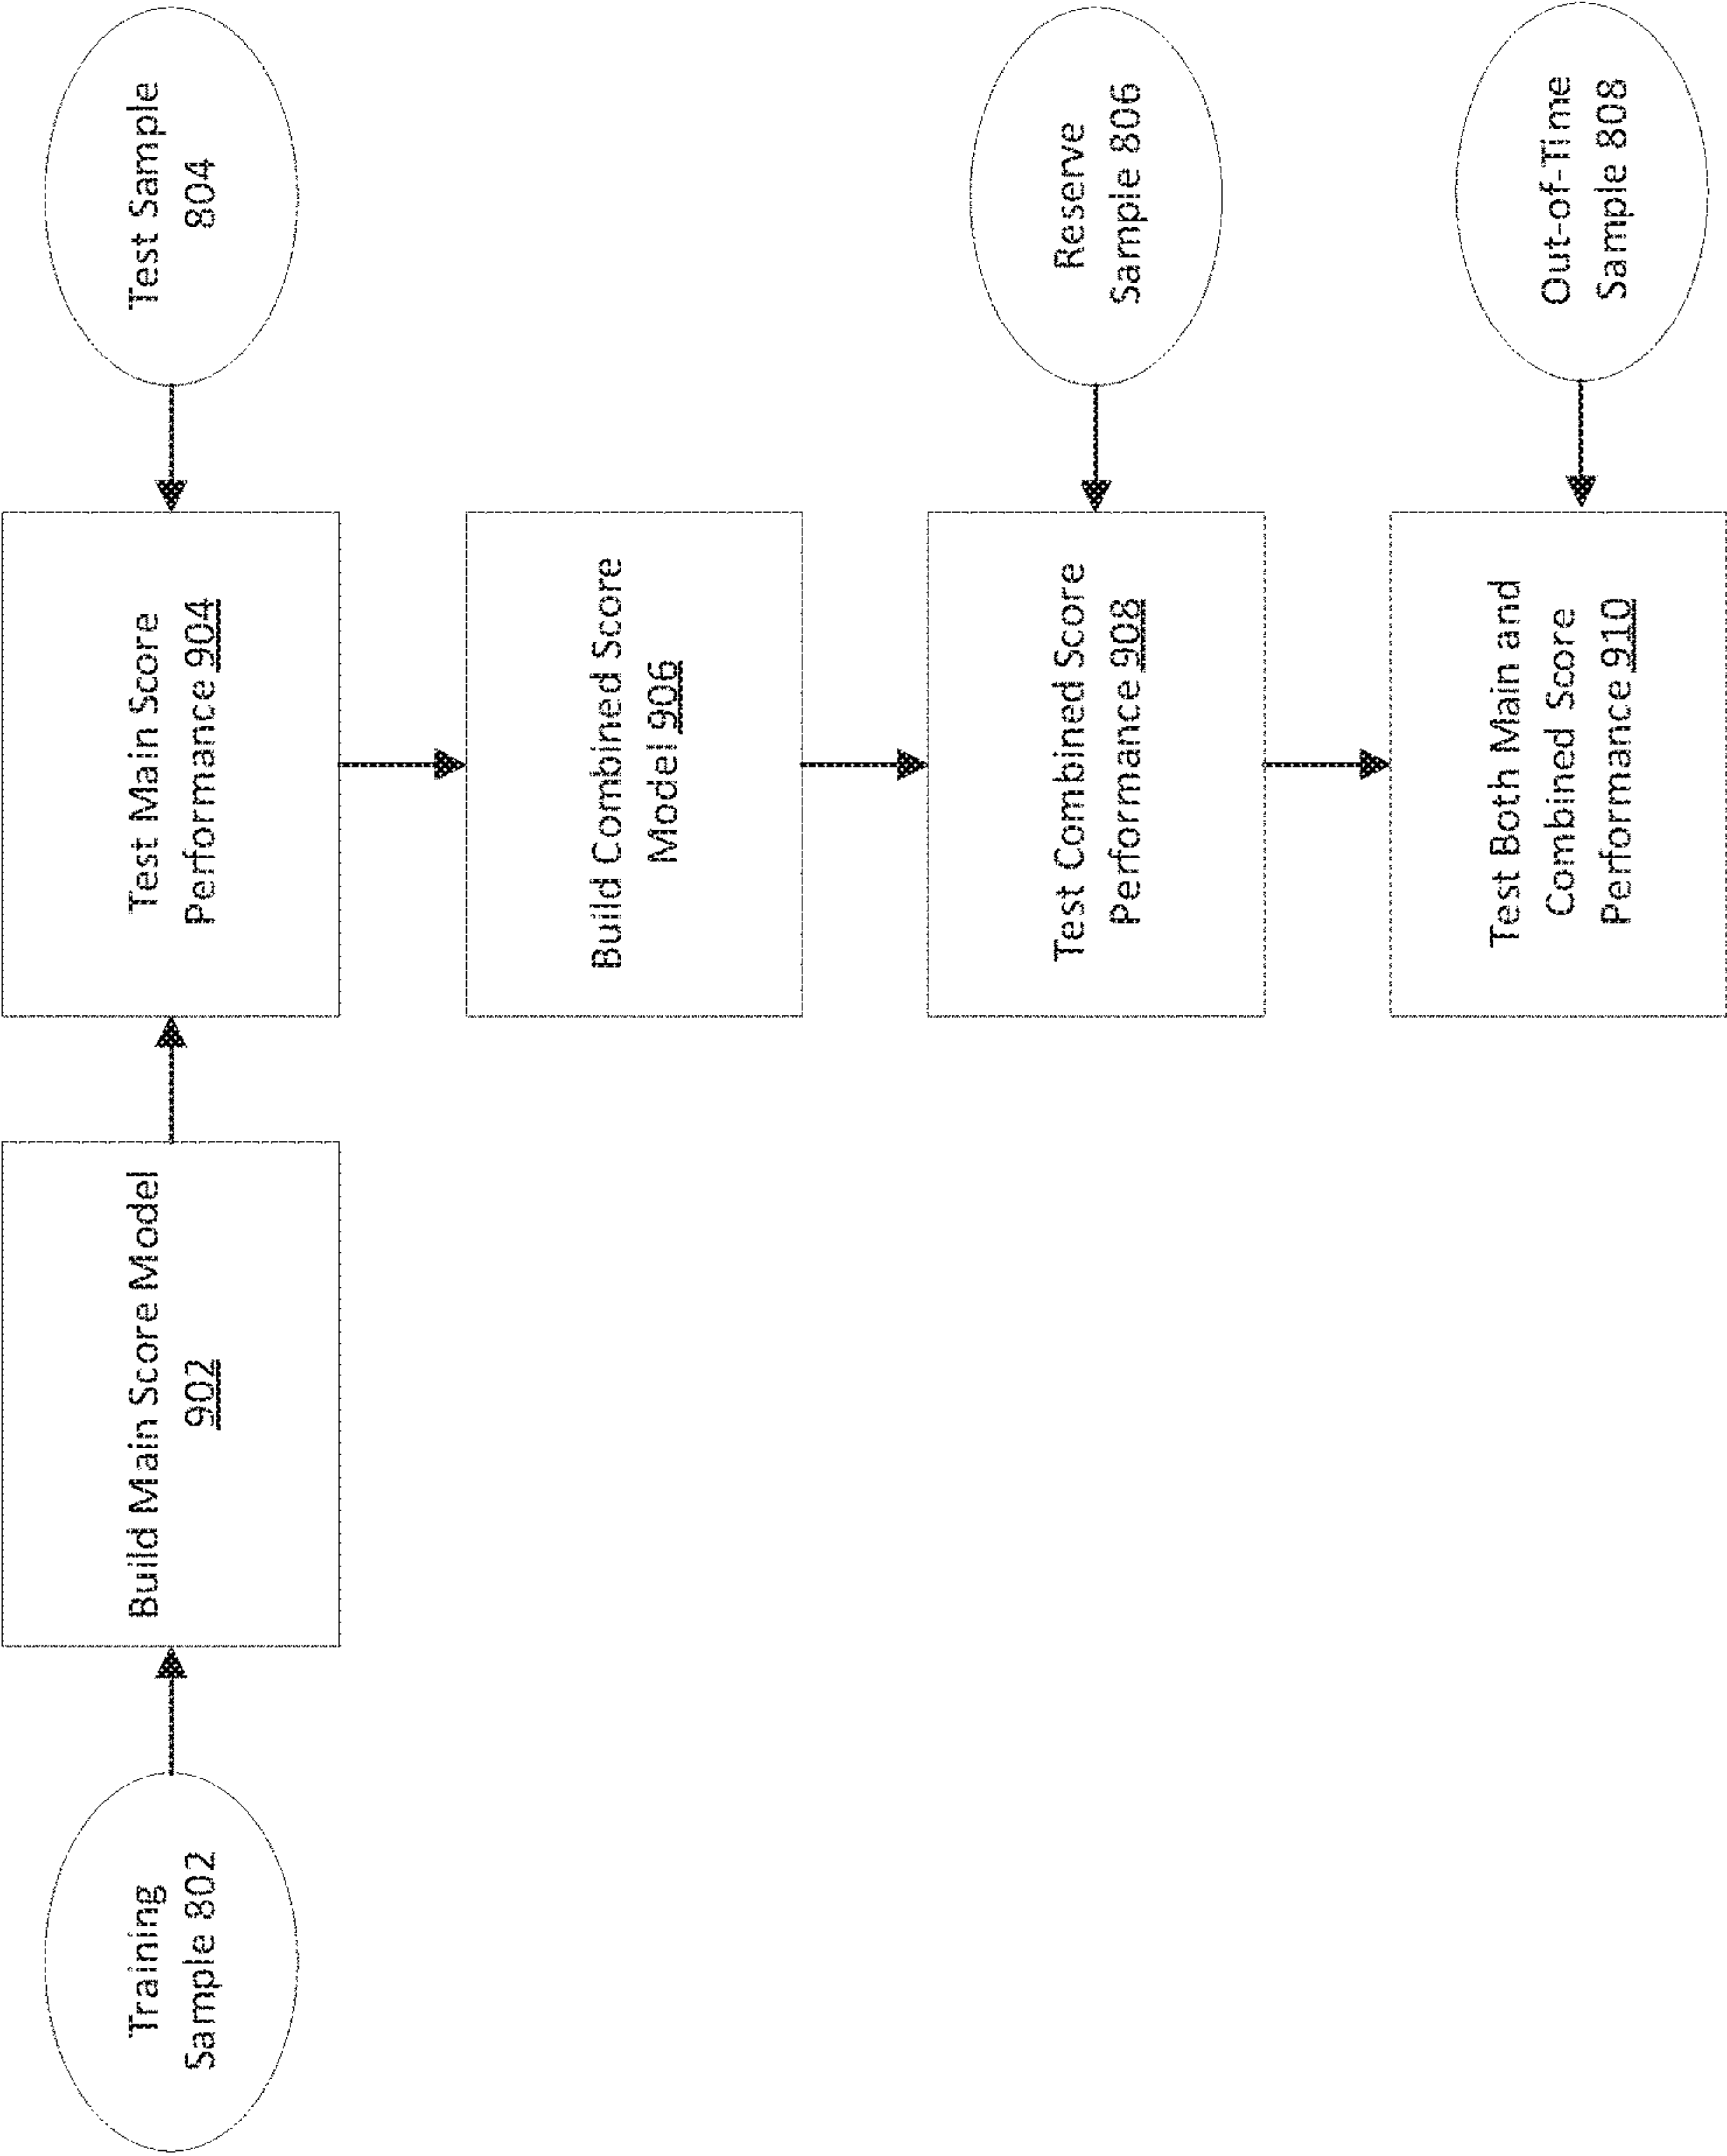 Training
Sample 802
Build Main Score Model
902
Test Main Score
Performance 904
Test Sample
804
Build Combined Score
Model 906
Test Combined Score
Performance 908
Reserve
Sample 806
Test Both Main and
Combined Score
Performance 910
Out-of-Time
Sample 808